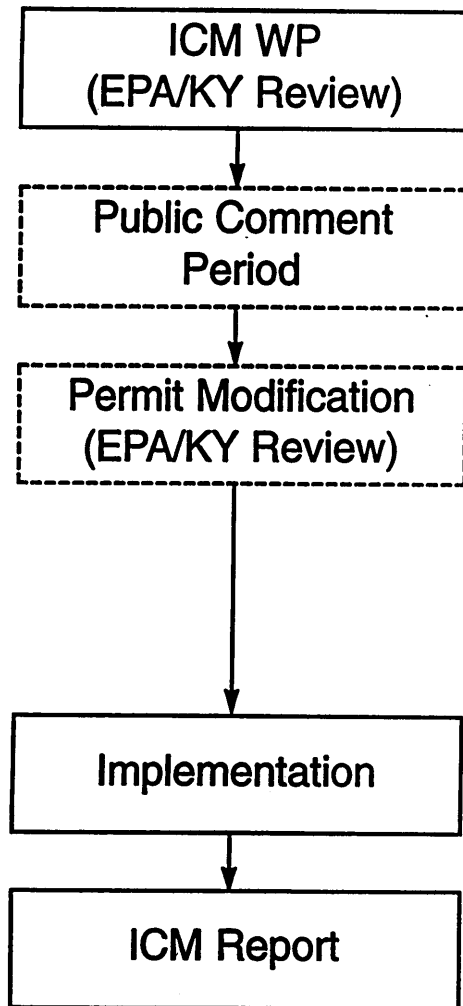 ICM WP
(EPA/KY Review)
Public Comment
Period
Permit Modification
(EPA/KY Review)
Implementation
ICM Report